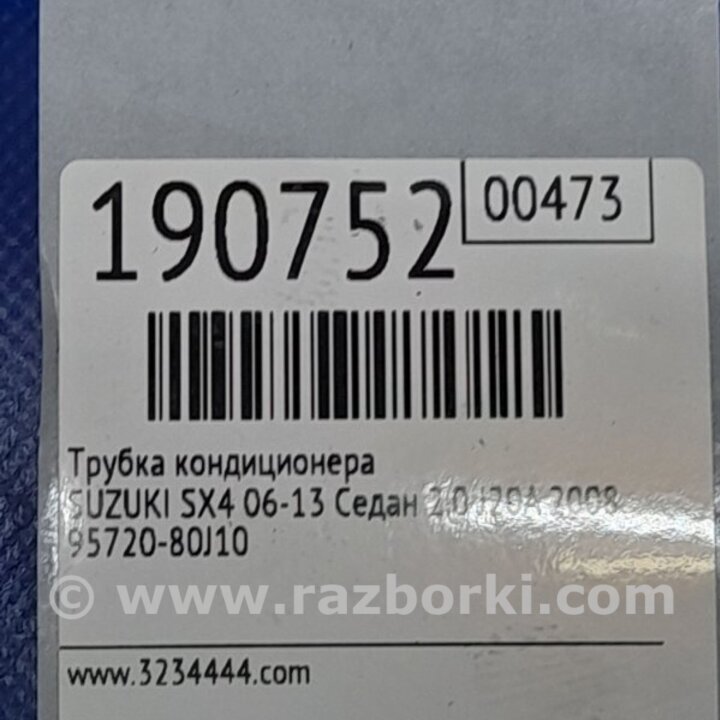 190752 00473
Трубка кондиционера
SUZUKI SX4 06-13 Седан 2.0 J20A 2008
95720-80J10
© www.razborki.com
www.3234444.com